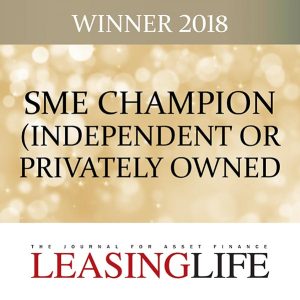 WINNER 2018
SME CHAMPION
(INDEPENDENT OR
PRIVATELY OWNED
THE JOURNAL FOR ASSET FINANCE
LEASINGLIFE